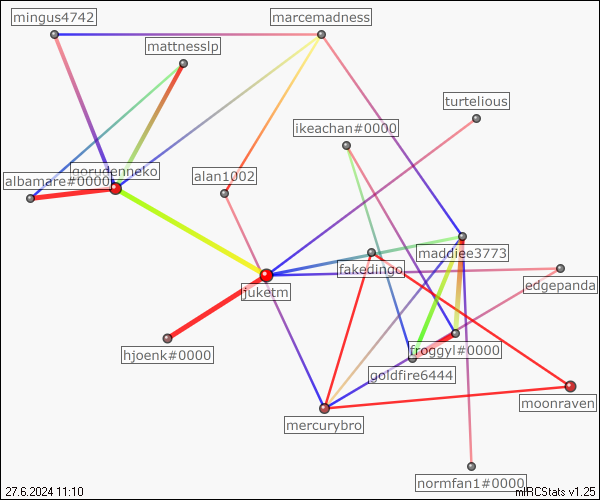 mingus4742
marcemadness
mattnesslp
turtelious
ikeachan#0000
gorudenneko
albamare#0000
alan1002
maddiee3773
fakedingo
edgepanda
juketm
hjoenk#0000
froggyl#0000
goldfire6444
moonraven
mercurybro
normfan1#0000
27.6.2024 11:10
mIRCStats v1.25